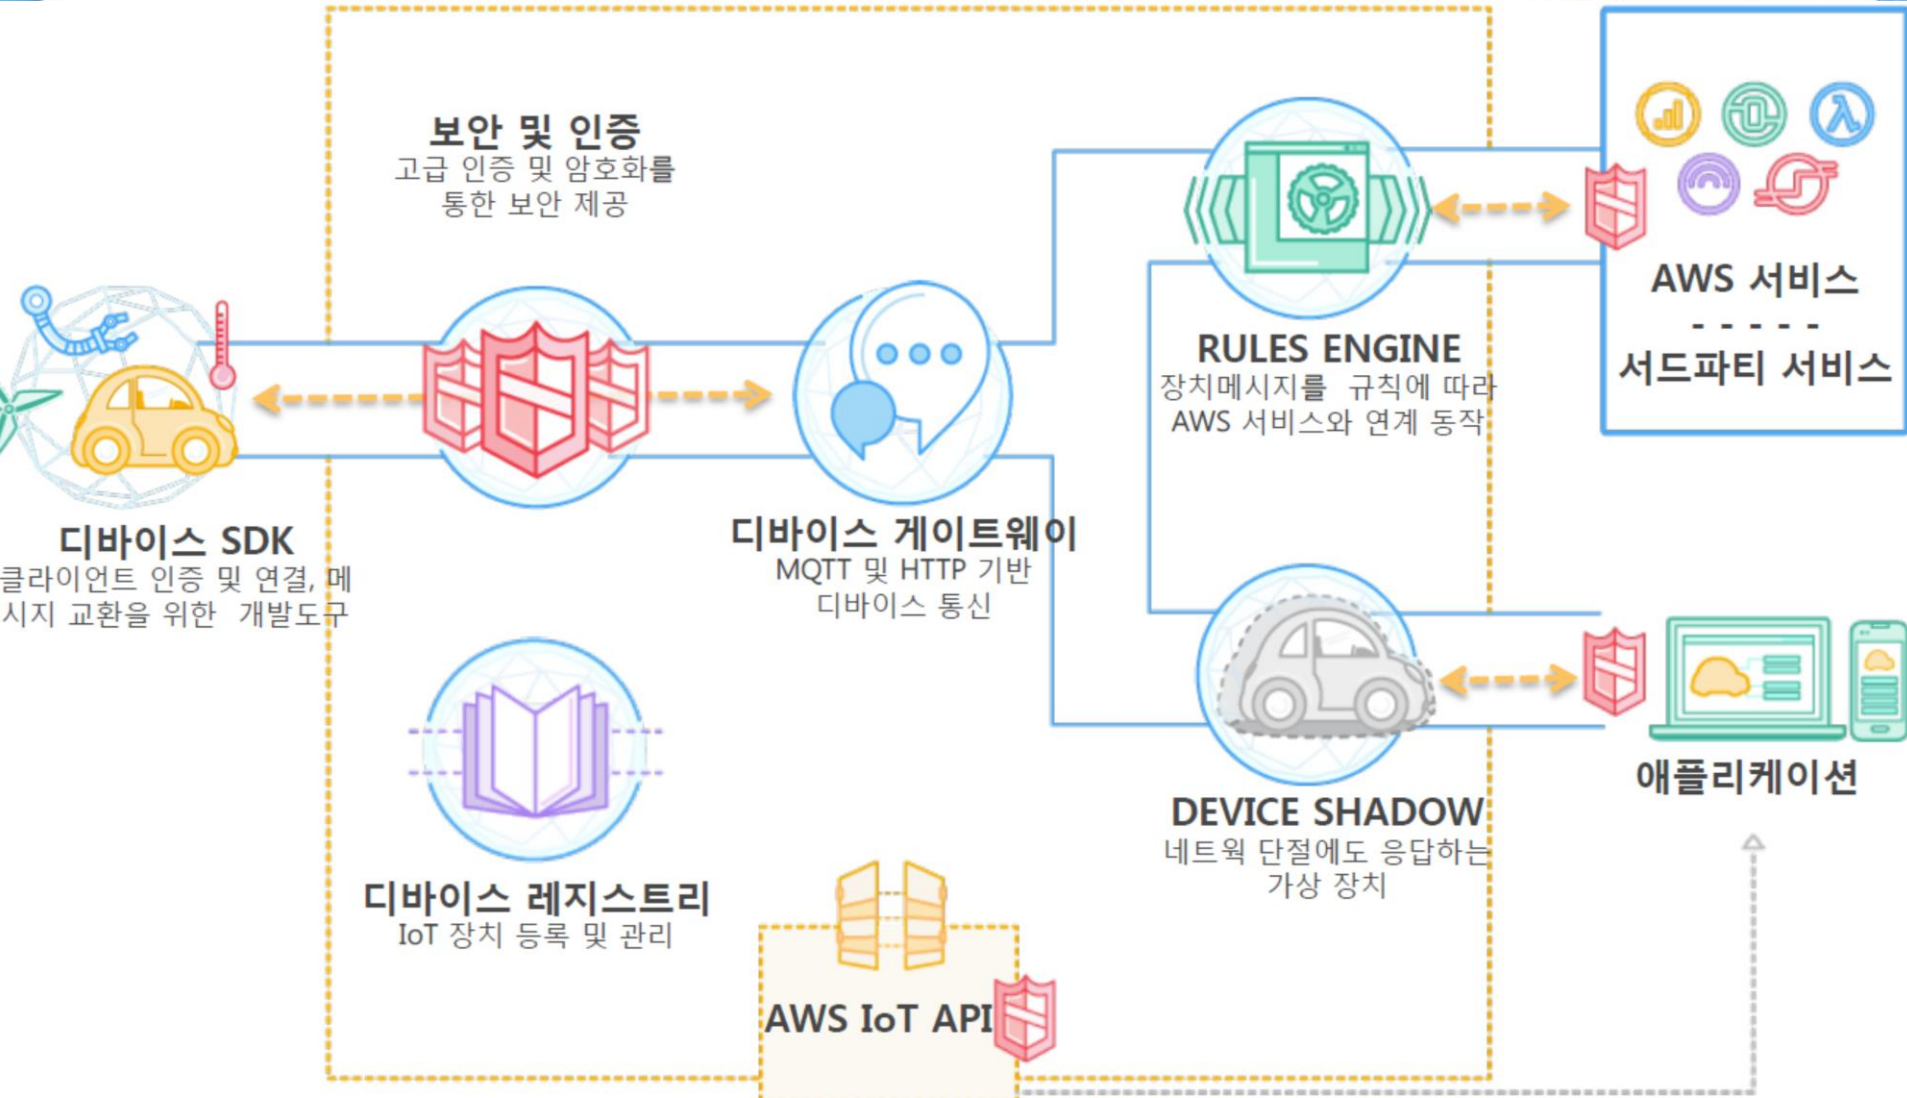 보안 및 인증
고급 인증 및 암호화를
통한 보안 제공
디바이스 SDK
클라이언트 인증 및 연결, 메
시지 교환을 위한 개발도구
디바이스 게이트웨이
MQTT 및 HTTP 기반
디바이스 통신
RULES ENGINE
장치메시지를 규칙에 따라
AWS 서비스와 연계 동작
AWS 서비스
- - - - -
서드파티 서비스
디바이스 레지스트리
IoT 장치 등록 및 관리
AWS IoT API
DEVICE SHADOW
네트웍 단절에도 응답하는
가상 장치
애플리케이션